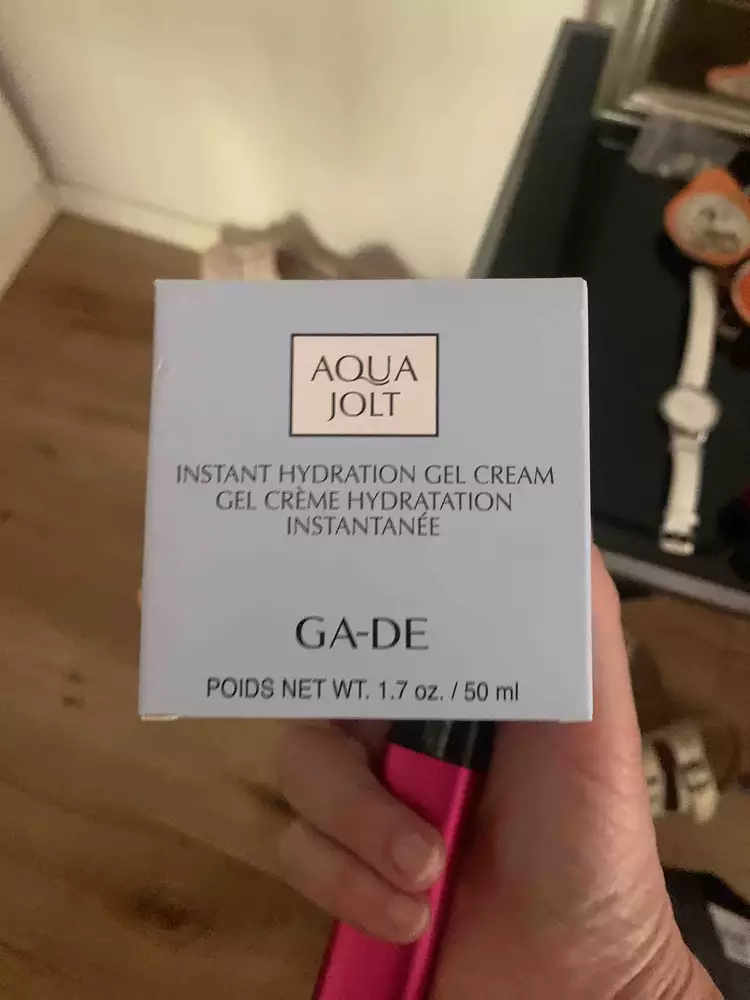 AQUA
JOLT
INSTANT HYDRATION GEL CREAM
GEL CRÈME HYDRATATION
INSTANTANÉE
GA-DE
POIDS NET WT. 1.7 oz. / 50 ml